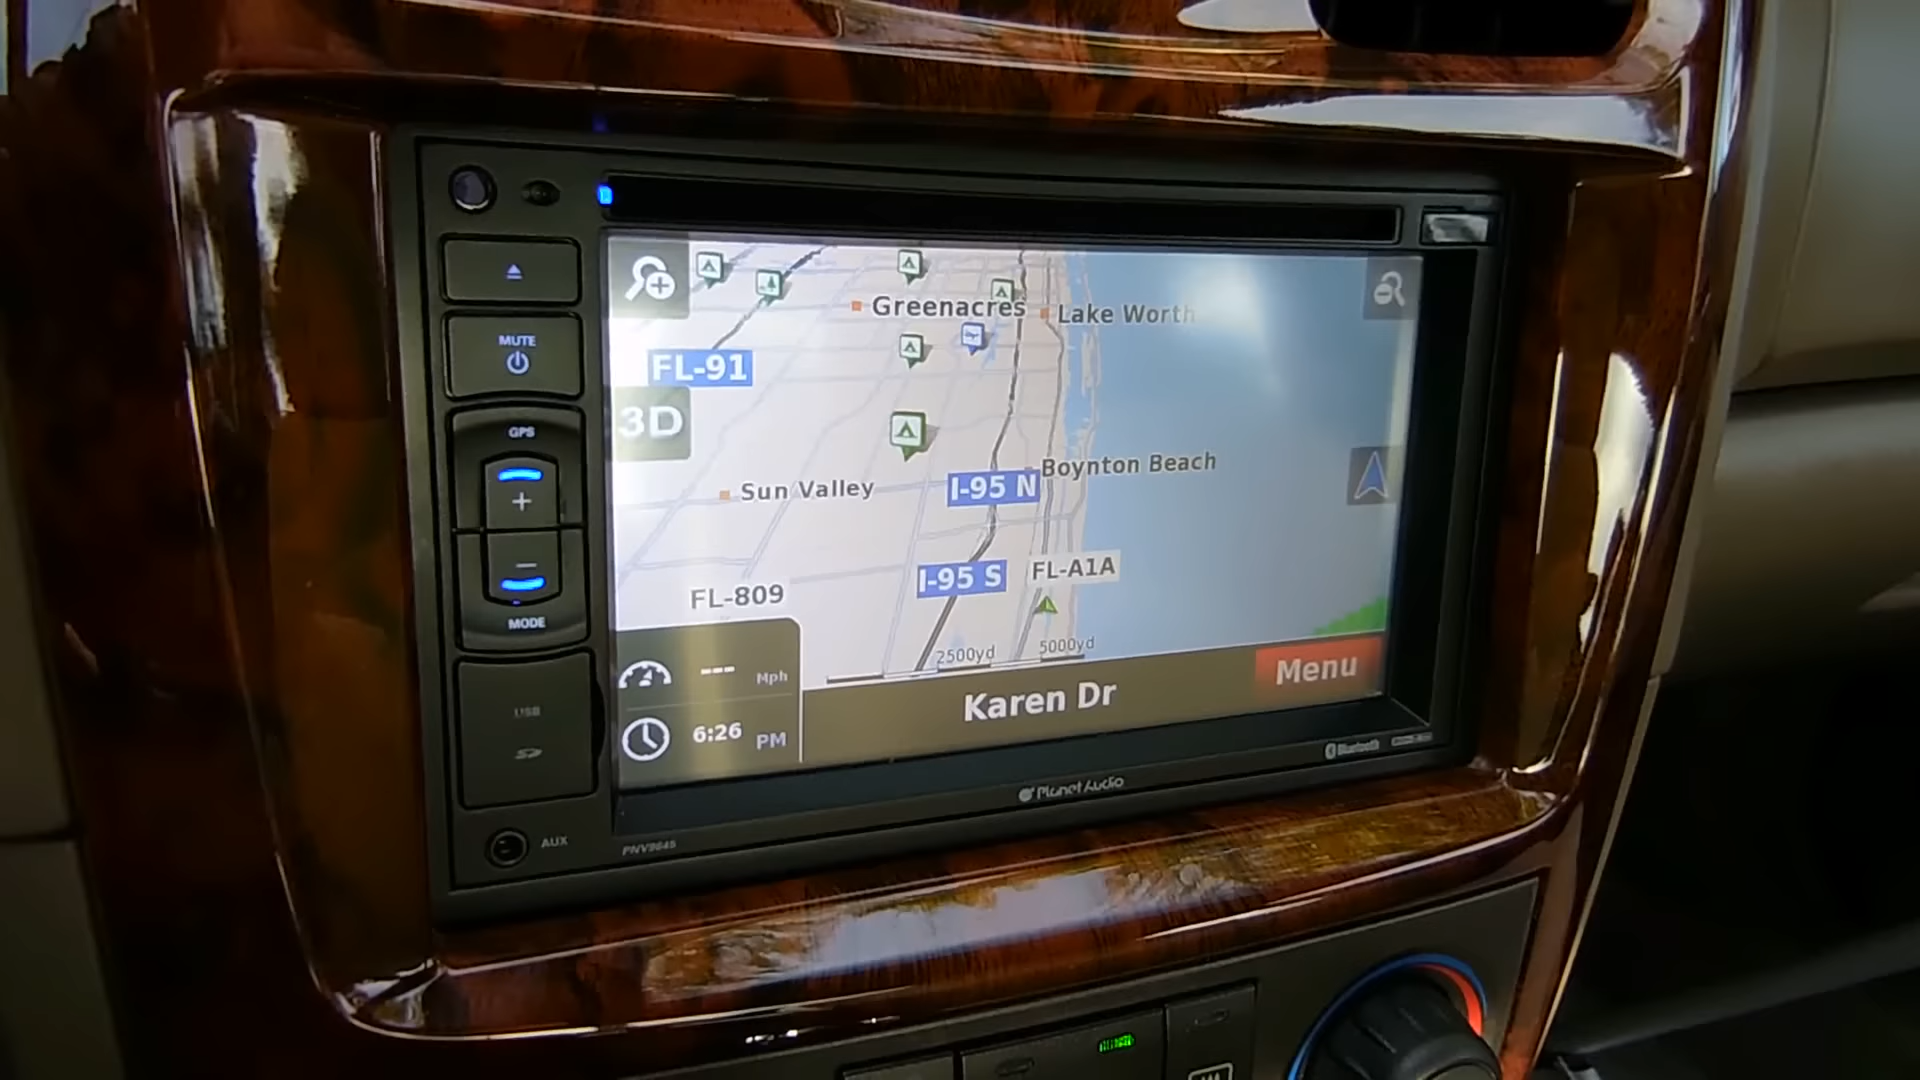 MUTE
GPS
+
−
MODE
USB
AUX
PNV9645
Greenacres
Lake Worth
FL-91
3D
Boynton Beach
Sun Valley
I-95 N
I-95 S
FL-A1A
FL-809
2500yd
5000yd
--- Mph
6:26 PM
Karen Dr
Menu
Planet Audio
Bluetooth